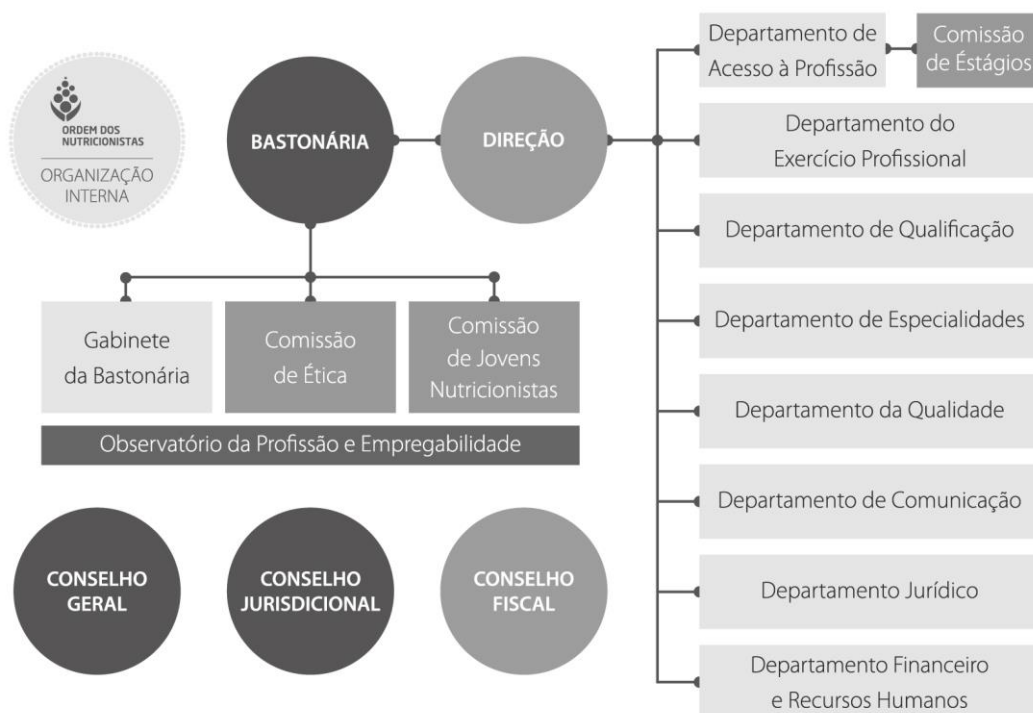 ORDEM DOS
NUTRICIONISTAS
ORGANIZAÇÃO
INTERNA
BASTONÁRIA
DIREÇÃO
Departamento de
Acesso à Profissão
Comissão
de Éstágios
Departamento do
Exercício Profissional
Departamento de Qualificação
Departamento de Especialidades
Departamento da Qualidade
Departamento de Comunicação
Departamento Jurídico
Departamento Financeiro
e Recursos Humanos
Gabinete
da Bastonária
Comissão
de Ética
Comissão
de Jovens
Nutricionistas
Observatório da Profissão e Empregabilidade
CONSELHO
GERAL
CONSELHO
JURISDICIONAL
CONSELHO
FISCAL